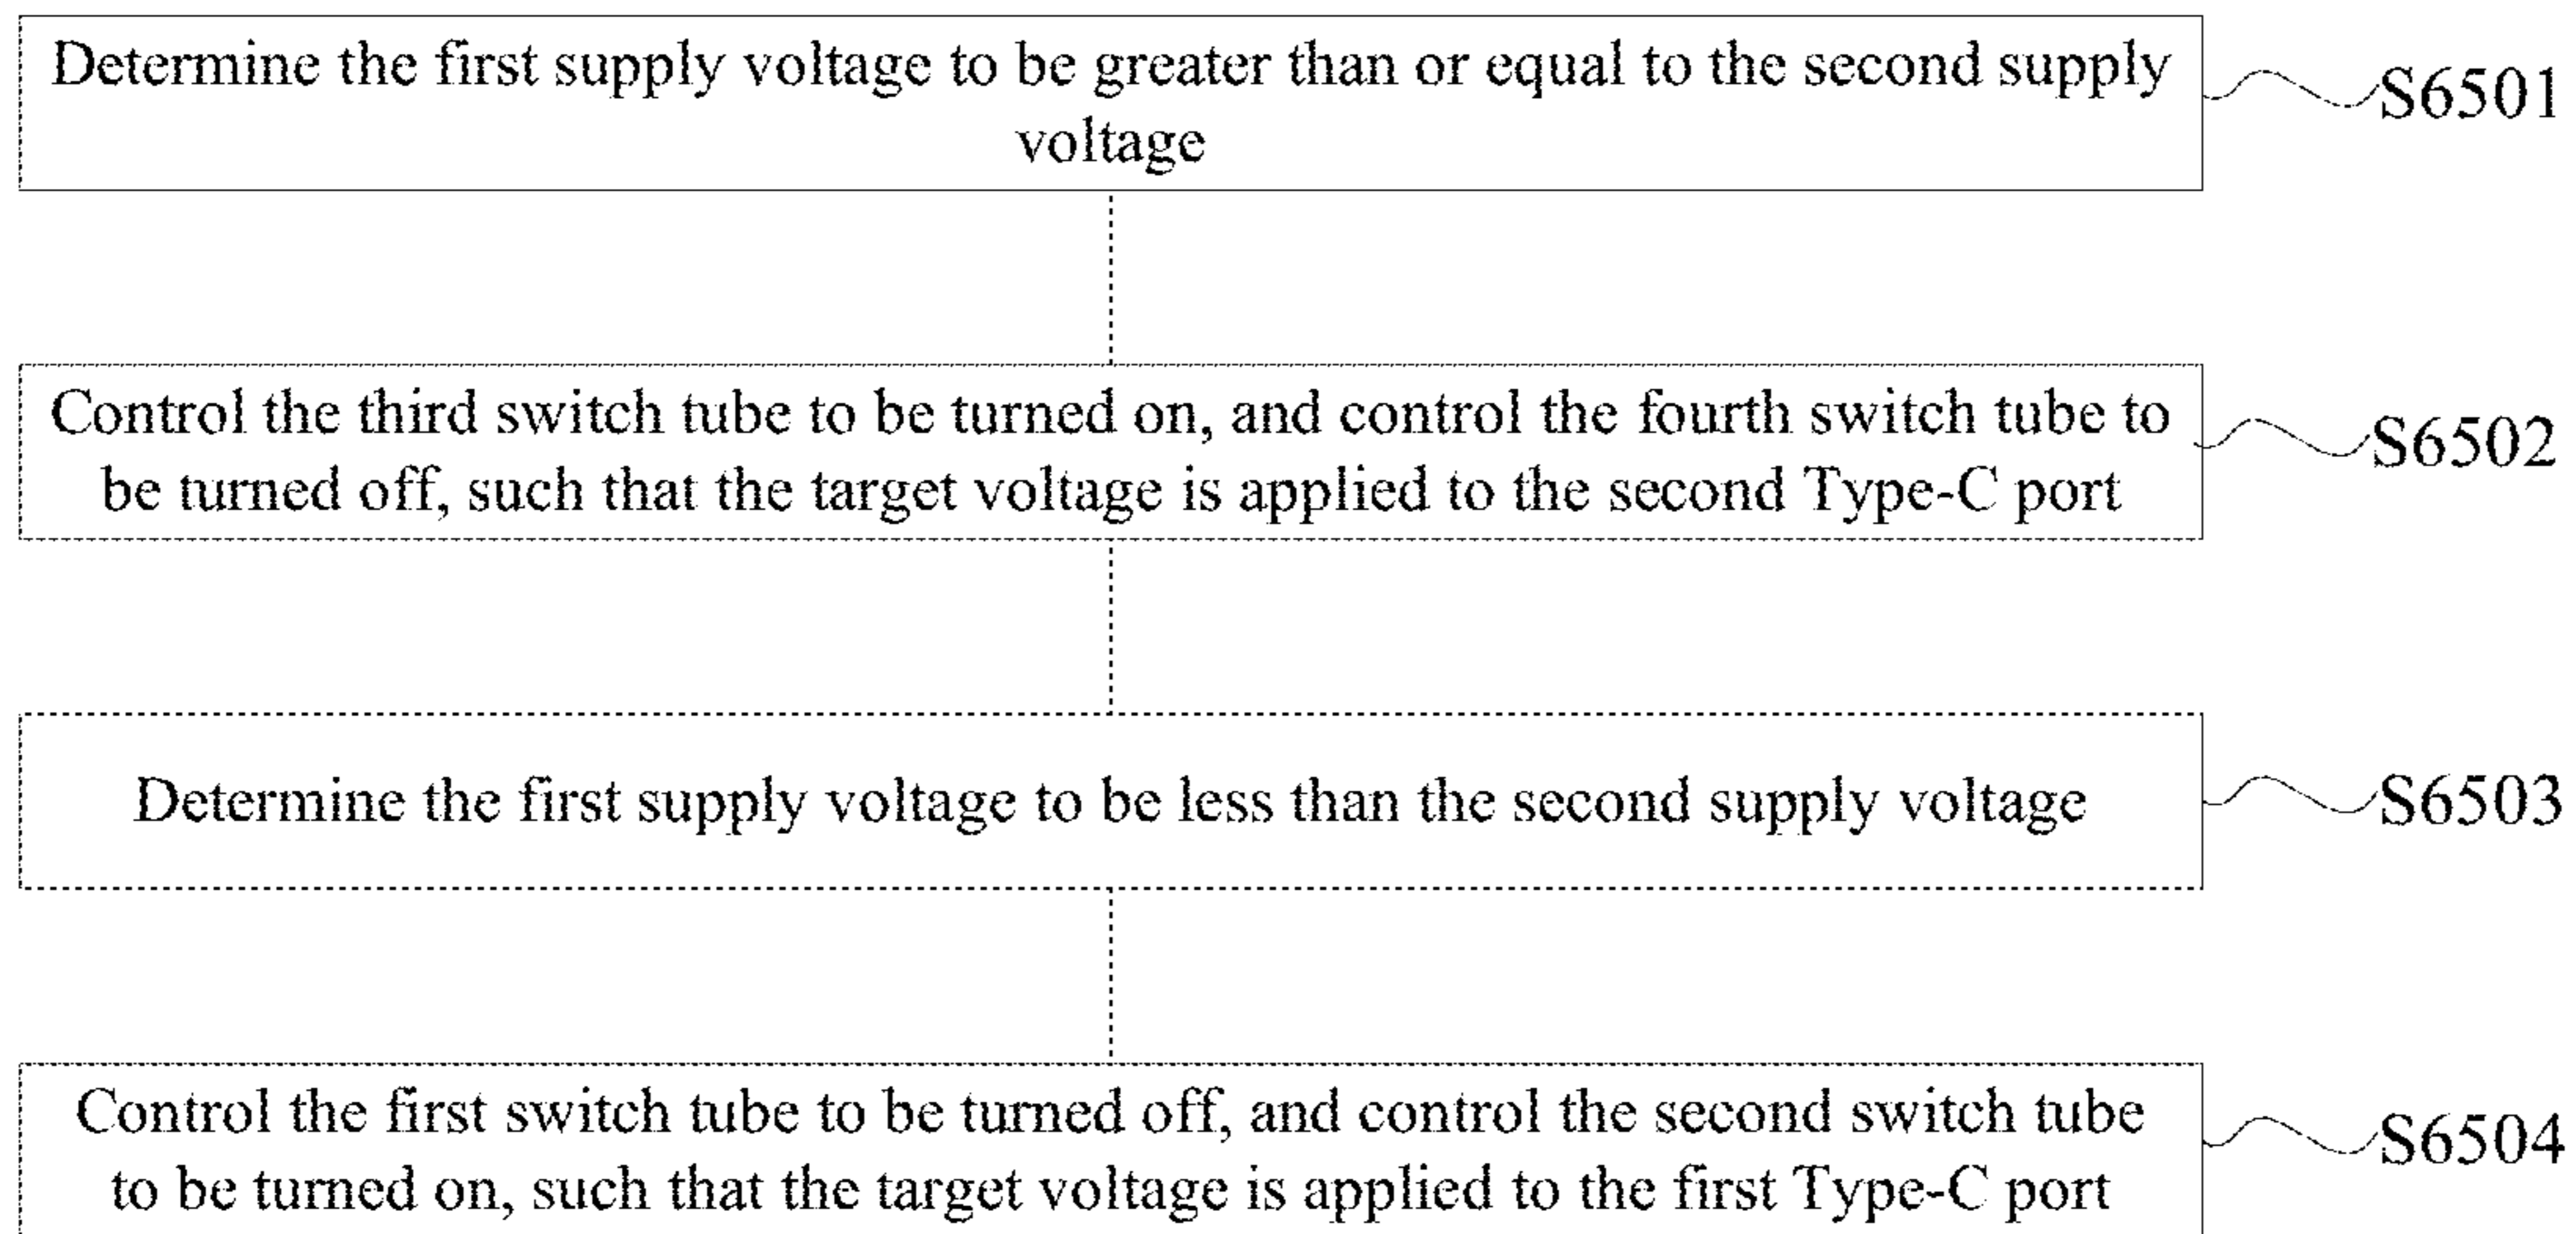 Determine the first supply voltage to be greater than or equal to the second supply
voltage
S6501
Control the third switch tube to be turned on, and control the fourth switch tube to
be turned off, such that the target voltage is applied to the second Type-C port
S6502
Determine the first supply voltage to be less than the second supply voltage
S6503
Control the first switch tube to be turned off, and control the second switch tube
to be turned on, such that the target voltage is applied to the first Type-C port
S6504